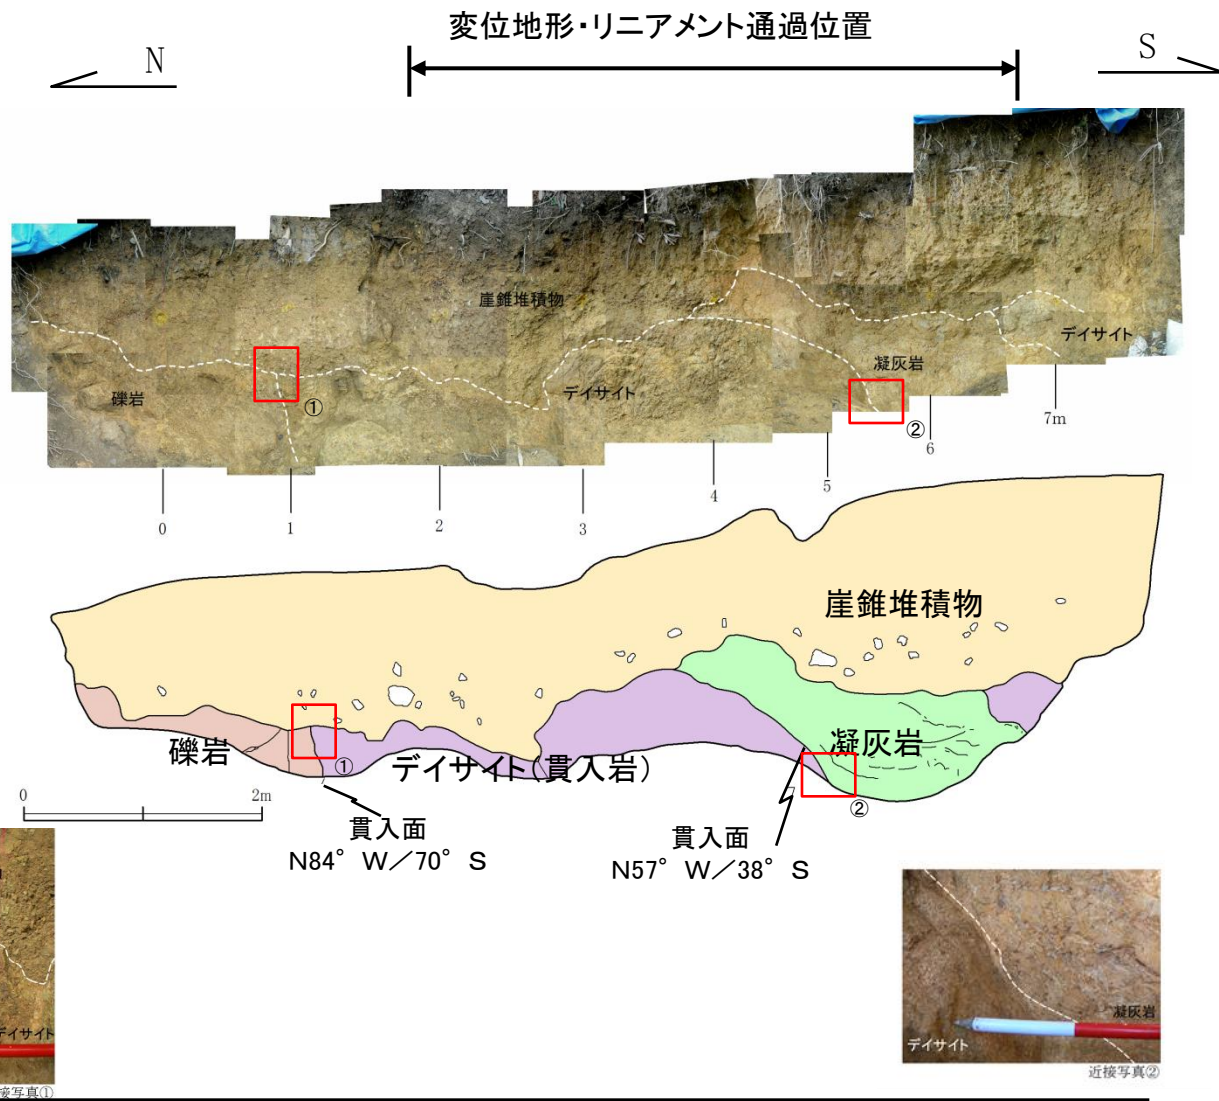 変位地形・リニアメント通過位置
N
S
崖錐堆積物
デイサイト
凝灰岩
礫岩
デイサイト
①
②
7m
6
5
4
0
1
2
3
崖錐堆積物
礫岩
①
デイサイト(貫入岩)
凝灰岩
②
0
2m
貫入面
N84°W/70°S
貫入面
N57°W/38°S
デイサイト
接写真①
凝灰岩
デイサイト
近接写真②